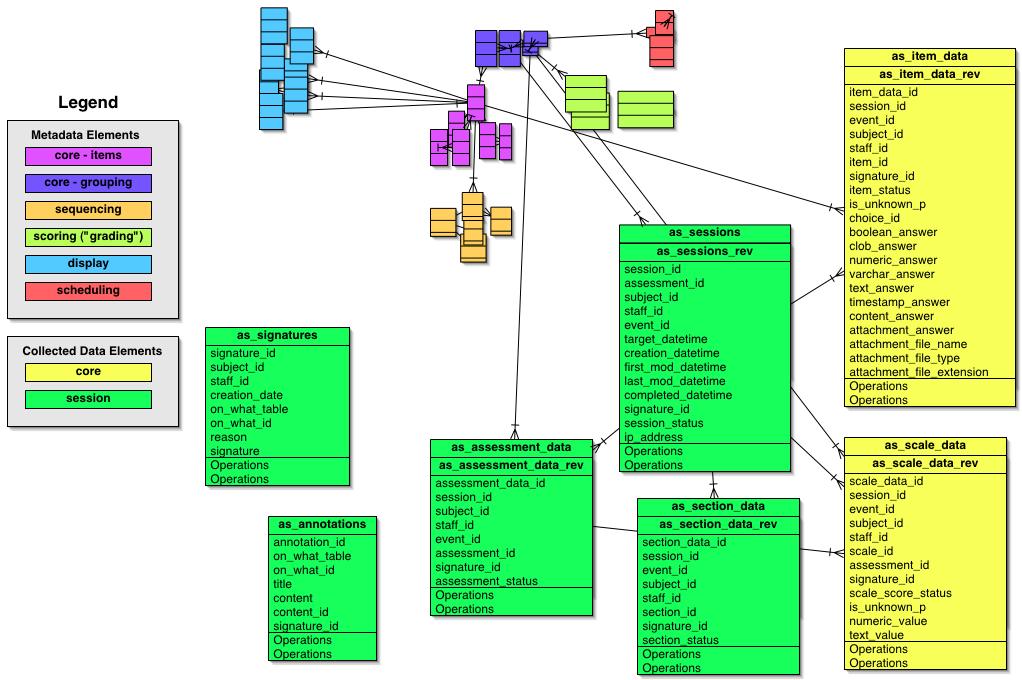 Legend
Metadata Elements
core - items
core - grouping
sequencing
scoring ("grading")
display
scheduling
Collected Data Elements
core
session
as_signatures
signature_id
subject_id
staff_id
creation_date
on_what_table
on_what_id
reason
signature
Operations
Operations
as_annotations
annotation_id
on_what_table
on_what_id
title
content
content_id
signature_id
Operations
Operations
as_assessment_data
as_assessment_data_rev
assessment_data_id
session_id
subject_id
staff_id
event_id
assessment_id
signature_id
assessment_status
Operations
Operations
as_sessions
as_sessions_rev
session_id
assessment_id
subject_id
staff_id
event_id
target_datetime
creation_datetime
first_mod_datetime
last_mod_datetime
completed_datetime
signature_id
session_status
ip_address
Operations
Operations
as_section_data
as_section_data_rev
section_data_id
session_id
event_id
subject_id
staff_id
section_id
signature_id
section_status
Operations
Operations
as_item_data
as_item_data_rev
item_data_id
session_id
event_id
subject_id
staff_id
item_id
signature_id
item_status
is_unknown_p
choice_id
boolean_answer
clob_answer
numeric_answer
varchar_answer
text_answer
timestamp_answer
content_answer
attachment_answer
attachment_file_name
attachment_file_type
attachment_file_extension
Operations
Operations
as_scale_data
as_scale_data_rev
scale_data_id
session_id
event_id
subject_id
staff_id
scale_id
assessment_id
signature_id
scale_score_status
is_unknown_p
numeric_value
text_value
Operations
Operations